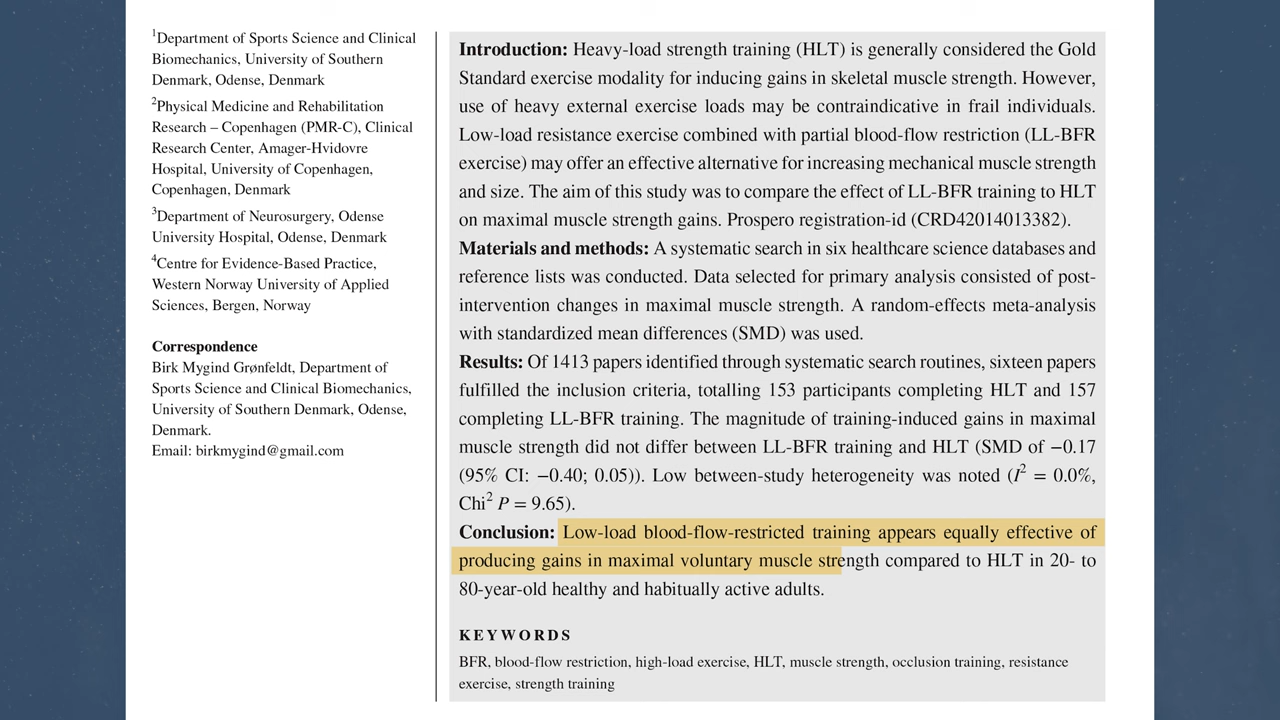 ¹Department of Sports Science and Clinical
Biomechanics, University of Southern
Denmark, Odense, Denmark
²Physical Medicine and Rehabilitation
Research – Copenhagen (PMR-C), Clinical
Research Center, Amager-Hvidovre
Hospital, University of Copenhagen,
Copenhagen, Denmark
³Department of Neurosurgery, Odense
University Hospital, Odense, Denmark
⁴Centre for Evidence-Based Practice,
Western Norway University of Applied
Sciences, Bergen, Norway
Correspondence
Birk Mygind Grønfeldt, Department of
Sports Science and Clinical Biomechanics,
University of Southern Denmark, Odense,
Denmark.
Email: birkmygind@gmail.com
Introduction: Heavy-load strength training (HLT) is generally considered the Gold
Standard exercise modality for inducing gains in skeletal muscle strength. However,
use of heavy external exercise loads may be contraindicative in frail individuals.
Low-load resistance exercise combined with partial blood-flow restriction (LL-BFR
exercise) may offer an effective alternative for increasing mechanical muscle strength
and size. The aim of this study was to compare the effect of LL-BFR training to HLT
on maximal muscle strength gains. Prospero registration-id (CRD42014013382).
Materials and methods: A systematic search in six healthcare science databases and
reference lists was conducted. Data selected for primary analysis consisted of post-
intervention changes in maximal muscle strength. A random-effects meta-analysis
with standardized mean differences (SMD) was used.
Results: Of 1413 papers identified through systematic search routines, sixteen papers
fulfilled the inclusion criteria, totalling 153 participants completing HLT and 157
completing LL-BFR training. The magnitude of training-induced gains in maximal
muscle strength did not differ between LL-BFR training and HLT (SMD of −0.17
(95% CI: −0.40; 0.05)). Low between-study heterogeneity was noted (I² = 0.0%,
Chi² P = 9.65).
Conclusion: Low-load blood-flow-restricted training appears equally effective of
producing gains in maximal voluntary muscle strength compared to HLT in 20- to
80-year-old healthy and habitually active adults.
KEYWORDS
BFR, blood-flow restriction, high-load exercise, HLT, muscle strength, occlusion training, resistance
exercise, strength training